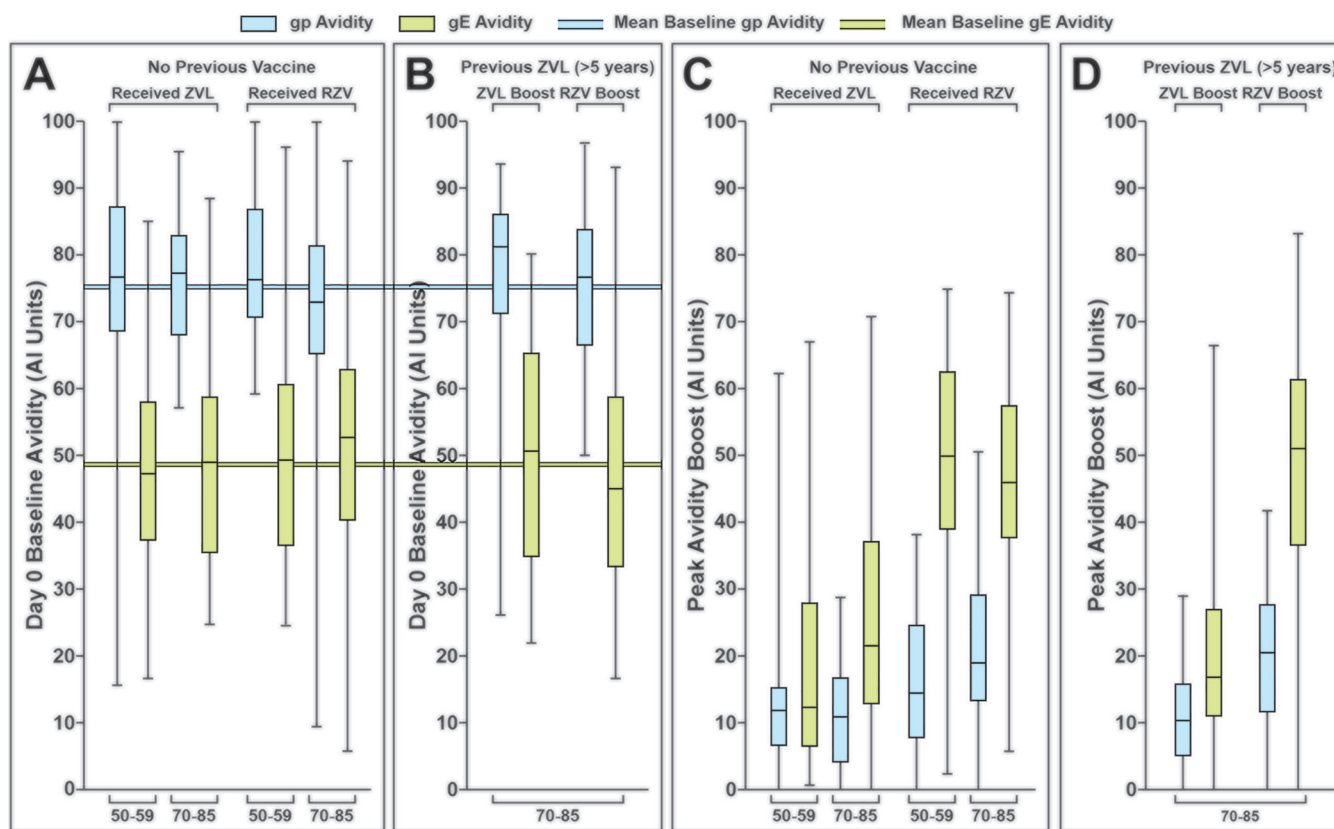 gp Avidity gE Avidity Mean Baseline gp Avidity Mean Baseline gE Avidity
A
No Previous Vaccine
Received ZVL Received RZV
Day 0 Baseline Avidity (AI Units)
100
90
80
70
60
50
40
30
20
10
0
50-59 70-85 50-59 70-85
B
Previous ZVL (>5 years)
ZVL Boost RZV Boost
Day 0 Baseline Avidity (AI Units)
100
90
80
70
60
50
40
30
20
10
0
70-85
C
No Previous Vaccine
Received ZVL Received RZV
Peak Avidity Boost (AI Units)
100
90
80
70
60
50
40
30
20
10
0
50-59 70-85 50-59 70-85
D
Previous ZVL (>5 years)
ZVL Boost RZV Boost
Peak Avidity Boost (AI Units)
100
90
80
70
60
50
40
30
20
10
0
70-85